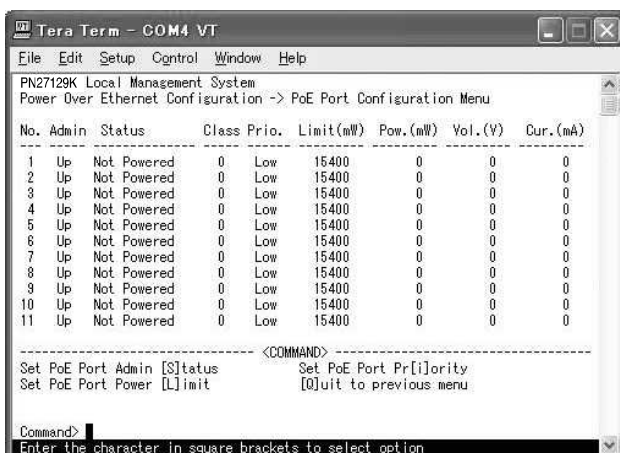 Tera Term - COM4 VT
File Edit Setup Control Window Help
PN27129K Local Management System
Power Over Ethernet Configuration -> PoE Port Configuration Menu
No. Admin Status Class Prio. Limit(mW) Pow.(mW) Vol.(V) Cur.(mA)
--- ----- ----------- ----- ----- --------- -------- ------- --------
1 Up Not Powered 0 Low 15400 0 0 0
2 Up Not Powered 0 Low 15400 0 0 0
3 Up Not Powered 0 Low 15400 0 0 0
4 Up Not Powered 0 Low 15400 0 0 0
5 Up Not Powered 0 Low 15400 0 0 0
6 Up Not Powered 0 Low 15400 0 0 0
7 Up Not Powered 0 Low 15400 0 0 0
8 Up Not Powered 0 Low 15400 0 0 0
9 Up Not Powered 0 Low 15400 0 0 0
10 Up Not Powered 0 Low 15400 0 0 0
11 Up Not Powered 0 Low 15400 0 0 0
------------------------------ <COMMAND> ---------------------------------
Set PoE Port Admin [S]tatus Set PoE Port Pr[i]ority
Set PoE Port Power [L]imit [Q]uit to previous menu
Command>
Enter the character in square brackets to select option